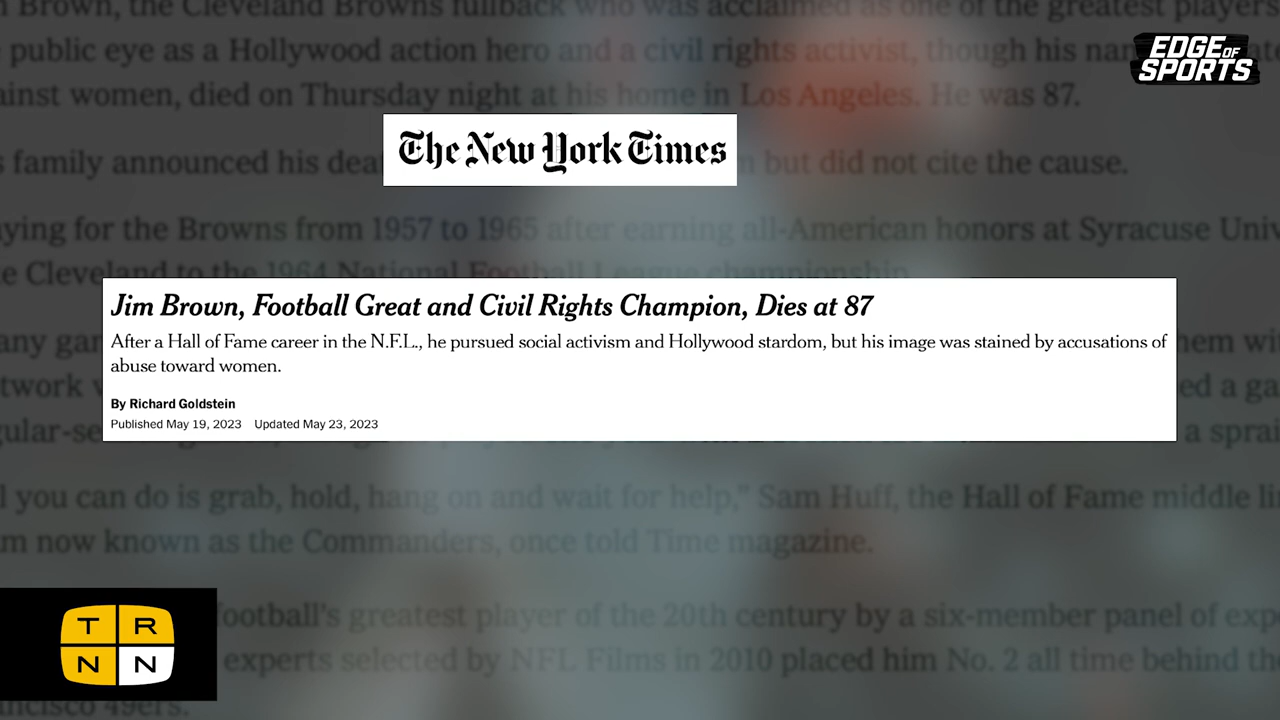 Brown, the Cleveland Browns fullback who was acclaimed as one of the greatest players
public eye as a Hollywood action hero and a civil rights activist, though his
EDGE OF
SPORTS
women, died on Thursday night at his home in Los Angeles. He was 87.
The New York Times
family announced his but did not cite the cause.
for the Browns from 1957 to 1965 after earning all-American honors at Syracuse
Cleveland to the 1964 National Football League championship.
Jim Brown, Football Great and Civil Rights Champion, Dies at 87
After a Hall of Fame career in the N.F.L., he pursued social activism and Hollywood stardom, but his image was stained by accusations of
abuse toward women.
By Richard Goldstein
Published May 19, 2023 Updated May 23, 2023
you can do is grab, hold, hang on and wait for help,” Sam Huff, the Hall of Fame middle
now known as the Commanders, once told Time magazine.
T R
N N
football's greatest player of the 20th century by a six-member panel of
experts selected by NFL Films in 2010 placed him No. 2 all time behind
49ers.